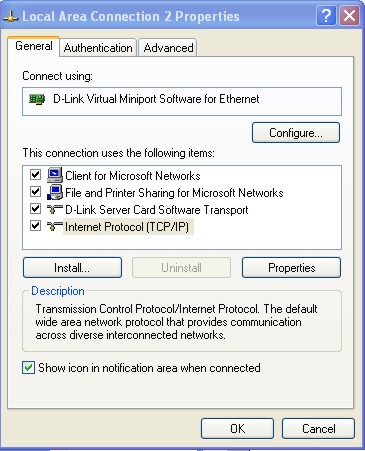 Local Area Connection 2 Properties
General Authentication Advanced
Connect using:
D-Link Virtual Miniport Software for Ethernet
Configure...
This connection uses the following items:
Client for Microsoft Networks
File and Printer Sharing for Microsoft Networks
D-Link Server Card Software Transport
Internet Protocol (TCP/IP)
Install... Uninstall Properties
Description
Transmission Control Protocol/Internet Protocol. The default
wide area network protocol that provides communication
across diverse interconnected networks.
Show icon in notification area when connected
OK Cancel